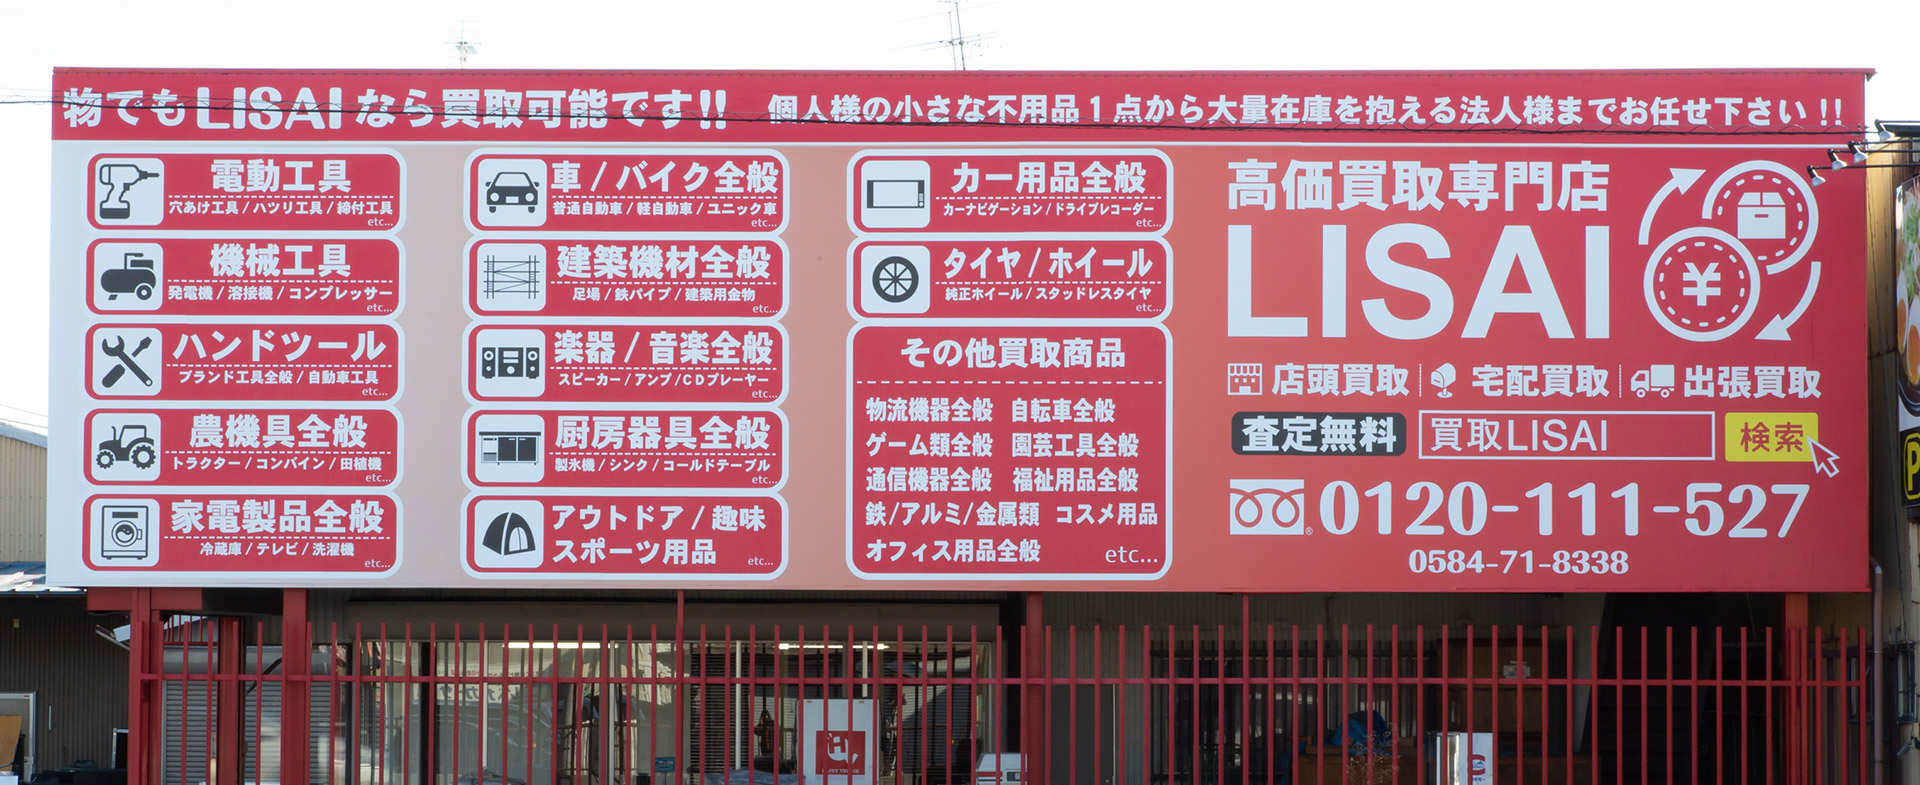 物でもLISAIなら買取可能です!!
個人様の小さな不用品1点から大量在庫を抱える法人様までお任せ下さい!!
電動工具
穴あけ工具/ハツリ工具/締付工具
etc...
機械工具
発電機/溶接機/コンプレッサー
etc...
ハンドツール
ブランド工具全般/自動車工具
etc...
農機具全般
トラクター/コンバイン/田植機
etc...
家電製品全般
冷蔵庫/テレビ/洗濯機
etc...
車/バイク全般
普通自動車/軽自動車/ユニック車
etc...
建築機材全般
足場/鉄パイプ/建築用金物
etc...
楽器/音楽全般
スピーカー/アンプ/CDプレーヤー
etc...
厨房器具全般
製氷機/シンク/コールドテーブル
etc...
アウトドア/趣味
スポーツ用品
etc...
カー用品全般
カーナビゲーション/ドライブレコーダー
etc...
タイヤ/ホイール
純正ホイール/スタッドレスタイヤ
etc...
その他買取商品
物流機器全般 自転車全般
ゲーム類全般 園芸工具全般
通信機器全般 福祉用品全般
鉄/アルミ/金属類 コスメ用品
オフィス用品全般 etc...
高価買取専門店
LISAI
¥
店頭買取 宅配買取 出張買取
査定無料 買取LISAI 検索
0120-111-527
0584-71-8338